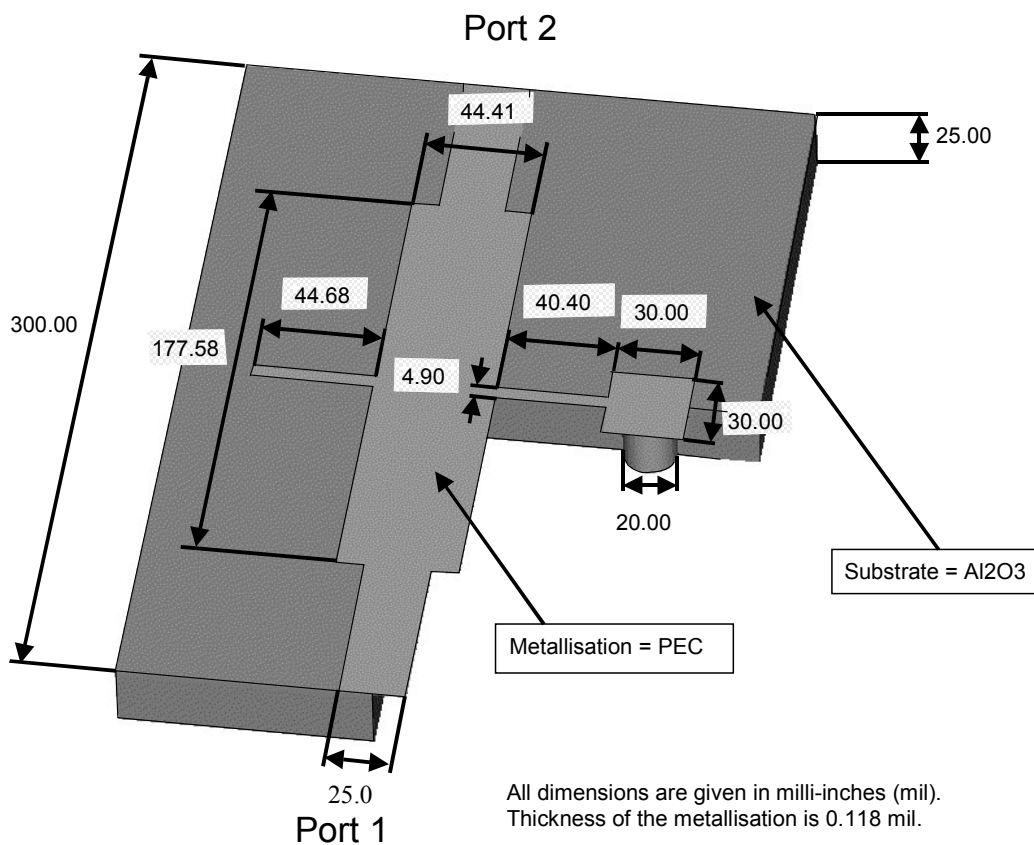 Port 2
44.41
25.00
44.68
40.40
30.00
300.00
177.58
4.90
30.00
20.00
Substrate = Al2O3
Metallisation = PEC
25.0
All dimensions are given in milli-inches (mil).
Thickness of the metallisation is 0.118 mil.
Port 1